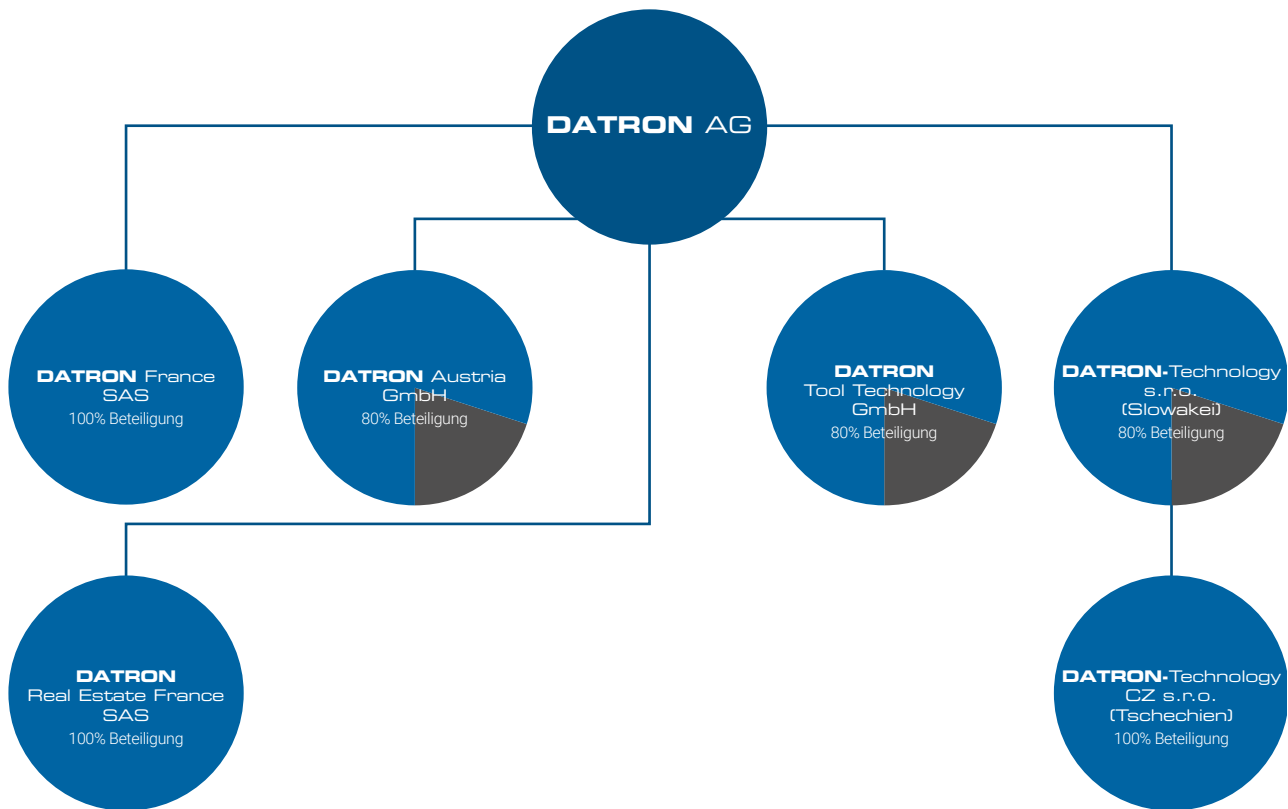 DATRON AG
DATRON France
SAS
100% Beteiligung
DATRON Austria
GmbH
80% Beteiligung
DATRON
Tool Technology
GmbH
80% Beteiligung
DATRON-Technology
s.r.o.
(Slowakei)
80% Beteiligung
DATRON
Real Estate France
SAS
100% Beteiligung
DATRON-Technology
CZ s.r.o.
(Tschechien)
100% Beteiligung